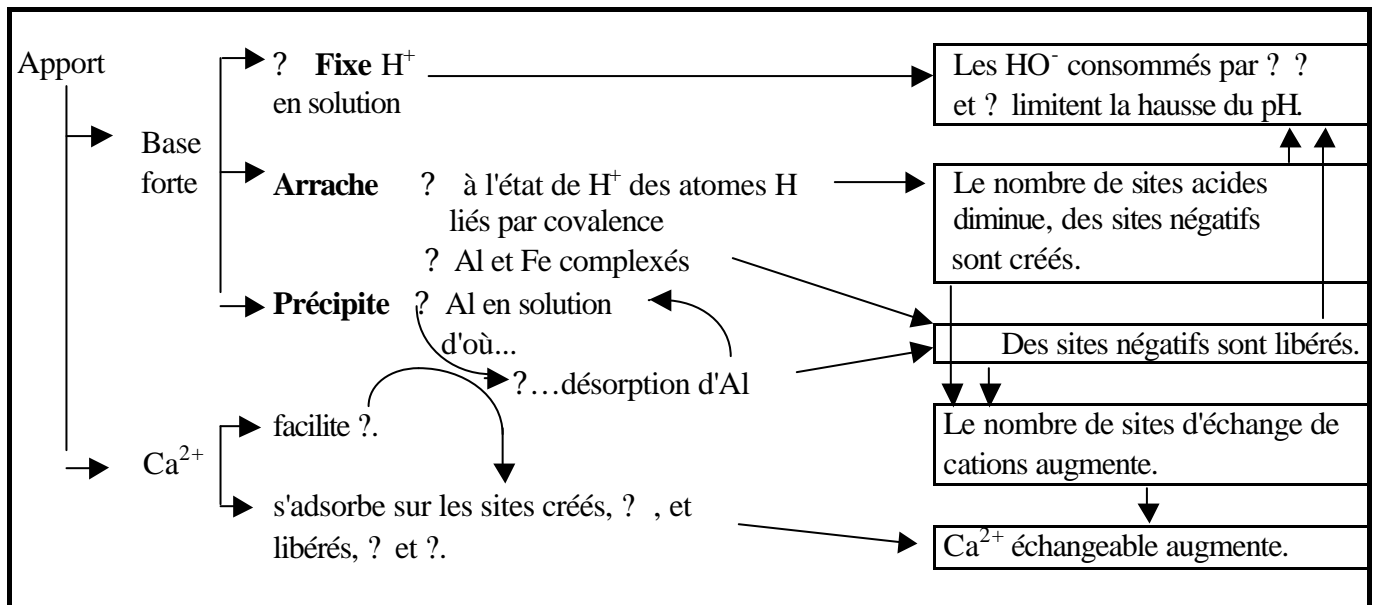 Apport
? Fixe H⁺
en solution
Les HO⁻ consommés par ? ?
et ? limitent la hausse du pH.
Base
forte
Arrache ? à l'état de H⁺ des atomes H
liés par covalence
? Al et Fe complexés
Le nombre de sites acides
diminue, des sites négatifs
sont créés.
Précipite ? Al en solution
d'où...
?…désorption d'Al
Des sites négatifs sont libérés.
Ca²⁺
facilite ?.
s'adsorbe sur les sites créés, ? , et
libérés, ? et ?.
Le nombre de sites d'échange de
cations augmente.
Ca²⁺ échangeable augmente.